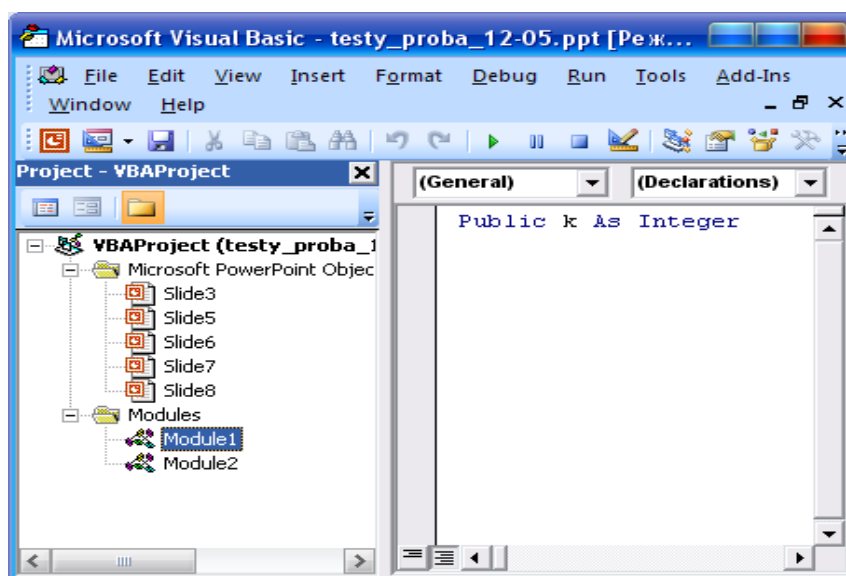 Microsoft Visual Basic - testy_proba_12-05.ppt [Реж...
File Edit View Insert Format Debug Run Tools Add-Ins
Window Help
Project - VBAProject
VBAProject (testy_proba_1
Microsoft PowerPoint Objec
Slide3
Slide5
Slide6
Slide7
Slide8
Modules
Module1
Module2
(General) (Declarations)
Public k As Integer